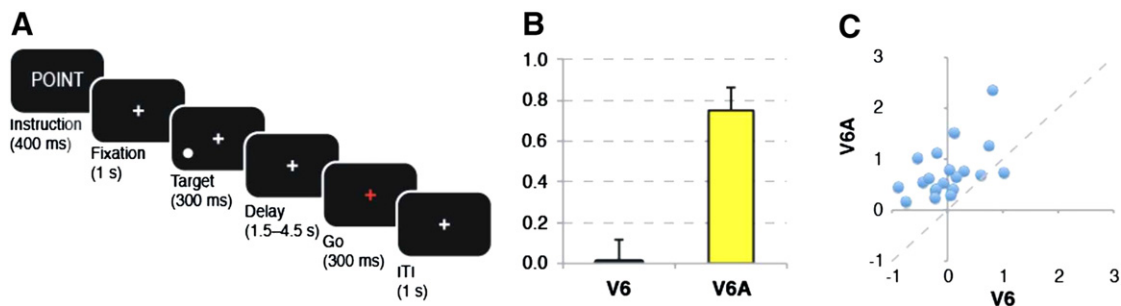 A
POINT
Instruction
(400 ms)
Fixation
(1 s)
Target
(300 ms)
Delay
(1.5–4.5 s)
Go
(300 ms)
ITI
(1 s)
B
1.0
0.8
0.6
0.4
0.2
0.0
V6
V6A
C
V6A
3
2
1
0
-1
-1
0
1
3
V6